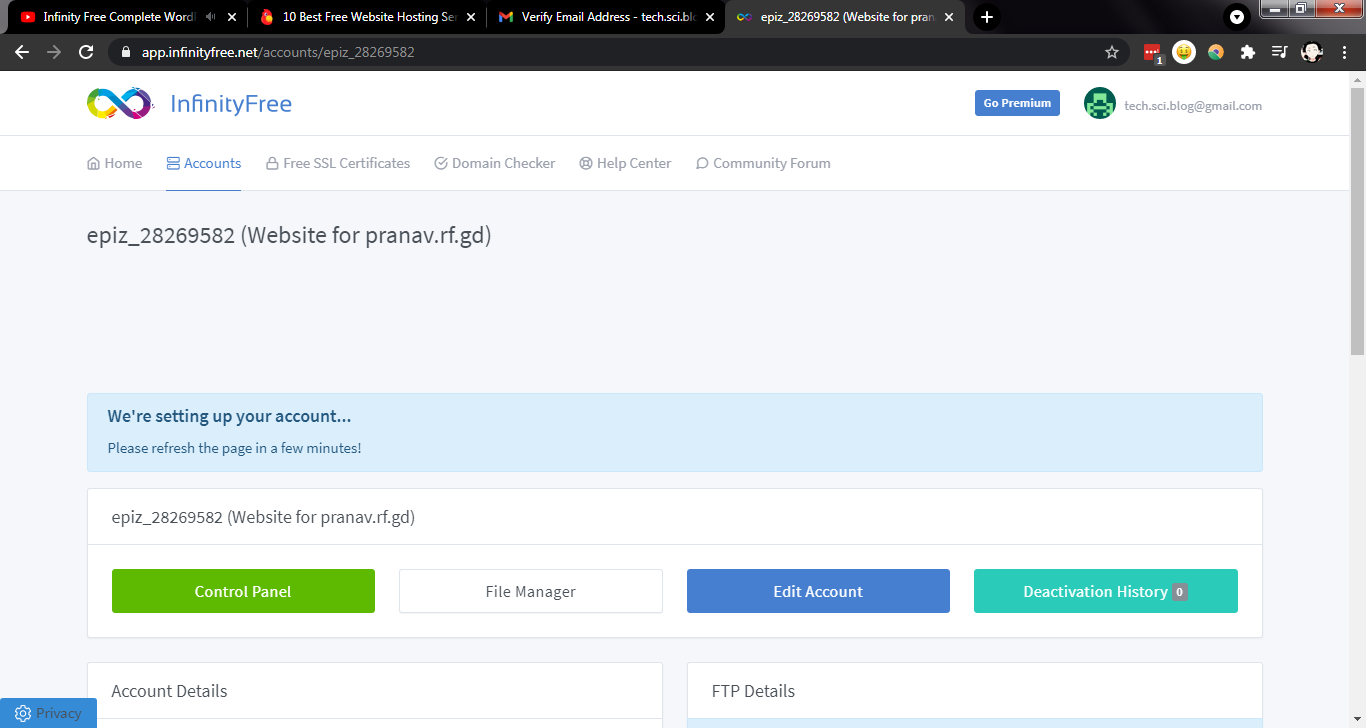 Infinity Free Complete Word
10 Best Free Website Hosting Ser
Verify Email Address - tech.sci.blo
epiz_28269582 (Website for pran
app.infinityfree.net/accounts/epiz_28269582
1
InfinityFree
Go Premium
tech.sci.blog@gmail.com
Home
Accounts
Free SSL Certificates
Domain Checker
Help Center
Community Forum
epiz_28269582 (Website for pranav.rf.gd)
We're setting up your account...
Please refresh the page in a few minutes!
epiz_28269582 (Website for pranav.rf.gd)
Control Panel
File Manager
Edit Account
Deactivation History 0
Account Details
FTP Details
Privacy